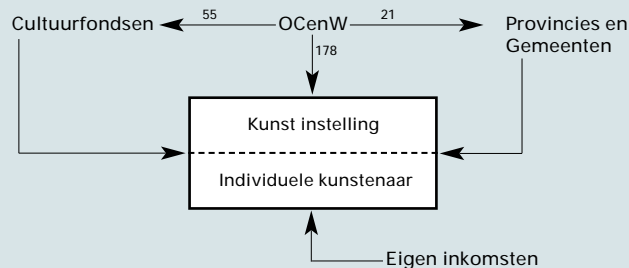 Cultuurfondsen 55 OCenW 21 Provincies en
Gemeenten
178
Kunst instelling
Individuele kunstenaar
Eigen inkomsten